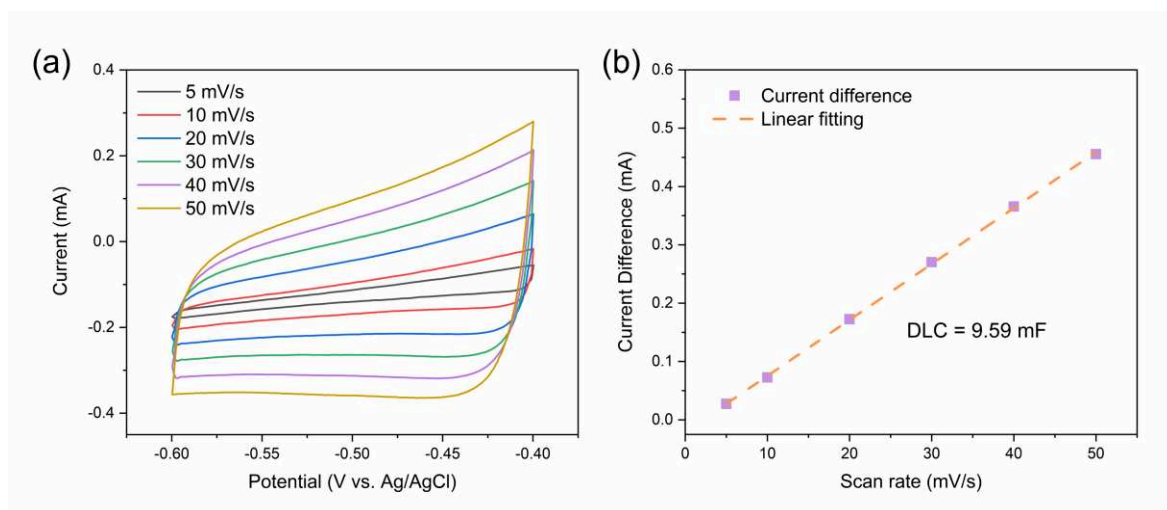 (a)
0.4
0.2
0.0
-0.2
-0.4
Current (mA)
5 mV/s
10 mV/s
20 mV/s
30 mV/s
40 mV/s
50 mV/s
-0.60
-0.55
-0.50
-0.45
-0.40
Potential (V vs. Ag/AgCl)
(b)
0.6
0.5
0.4
0.3
0.2
0.1
0.0
Current Difference (mA)
Current difference
Linear fitting
DLC = 9.59 mF
0
10
20
30
40
50
Scan rate (mV/s)